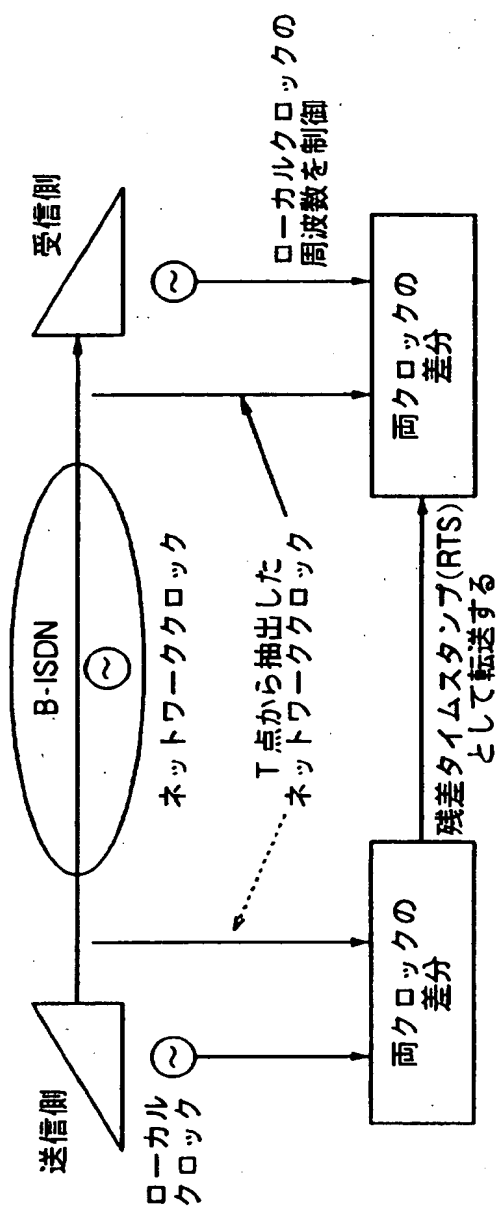 送信側
B-ISDN
受信側
ローカル
クロック
ネットワーククロック
T点から抽出した
ネットワーククロック
ローカルクロックの
周波数を制御
両クロックの
差分
残差タイムスタンプ(RTS)
として転送する
両クロックの
差分